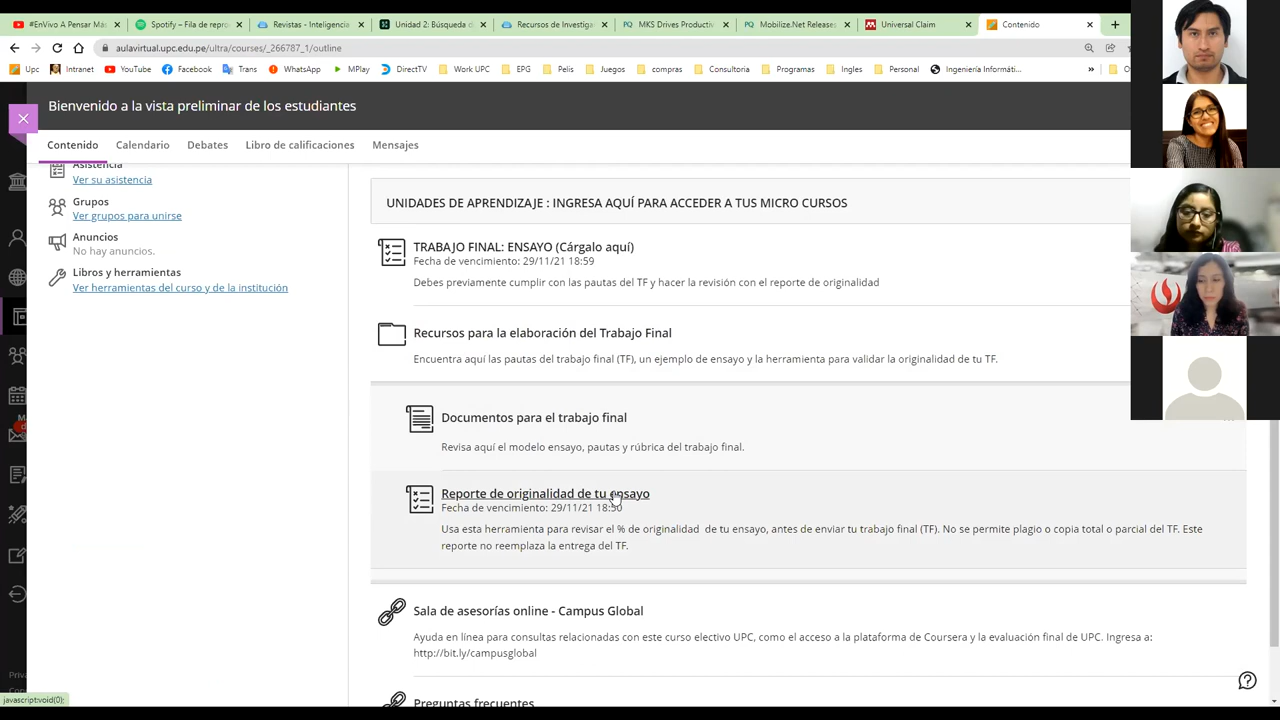 #EnVivo A Pensar Más
Spotify – Fila de repro
Revistas - Inteligencia
Unidad 2: Búsqueda d
Recursos de Investiga
MKS Drives Productiv
Mobilize.Net Releases
Universal Claim
Contenido
aulavirtual.upc.edu.pe/ultra/courses/_266787_1/outline
Upc
Intranet
YouTube
Facebook
Trans
WhatsApp
MPlay
DirectTV
Work UPC
EPG
Pelis
Juegos
compras
Consultoria
Programas
Ingles
Personal
Ingeniería Informáti...
»
Bienvenido a la vista preliminar de los estudiantes
Contenido
Calendario
Debates
Libro de calificaciones
Mensajes
Asistencia
Ver su asistencia
Grupos
Ver grupos para unirse
Anuncios
No hay anuncios.
Libros y herramientas
Ver herramientas del curso y de la institución
UNIDADES DE APRENDIZAJE : INGRESA AQUÍ PARA ACCEDER A TUS MICRO CURSOS
TRABAJO FINAL: ENSAYO (Cárgalo aquí)
Fecha de vencimiento: 29/11/21 18:59
Debes previamente cumplir con las pautas del TF y hacer la revisión con el reporte de originalidad
Recursos para la elaboración del Trabajo Final
Encuentra aquí las pautas del trabajo final (TF), un ejemplo de ensayo y la herramienta para validar la originalidad de tu TF.
Documentos para el trabajo final
Revisa aquí el modelo ensayo, pautas y rúbrica del trabajo final.
Reporte de originalidad de tu ensayo
Fecha de vencimiento: 29/11/21 18:50
Usa esta herramienta para revisar el % de originalidad de tu ensayo, antes de enviar tu trabajo final (TF). No se permite plagio o copia total o parcial del TF. Este
reporte no reemplaza la entrega del TF.
Sala de asesorías online - Campus Global
Ayuda en línea para consultas relacionadas con este curso electivo UPC, como el acceso a la plataforma de Coursera y la evaluación final de UPC. Ingresa a:
http://bit.ly/campusglobal
Preguntas frecuentes
javascript:void(0);